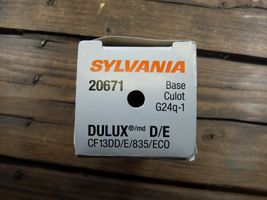 SYLVANIA
20671
Base
Culot
G24q-1
DULUX®/md D/E
CF13DD/E/835/ECO